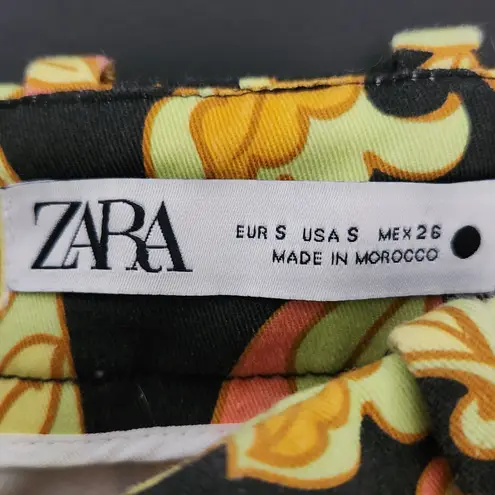 ZARA
EUR S USA S MEX 26
MADE IN MOROCCO